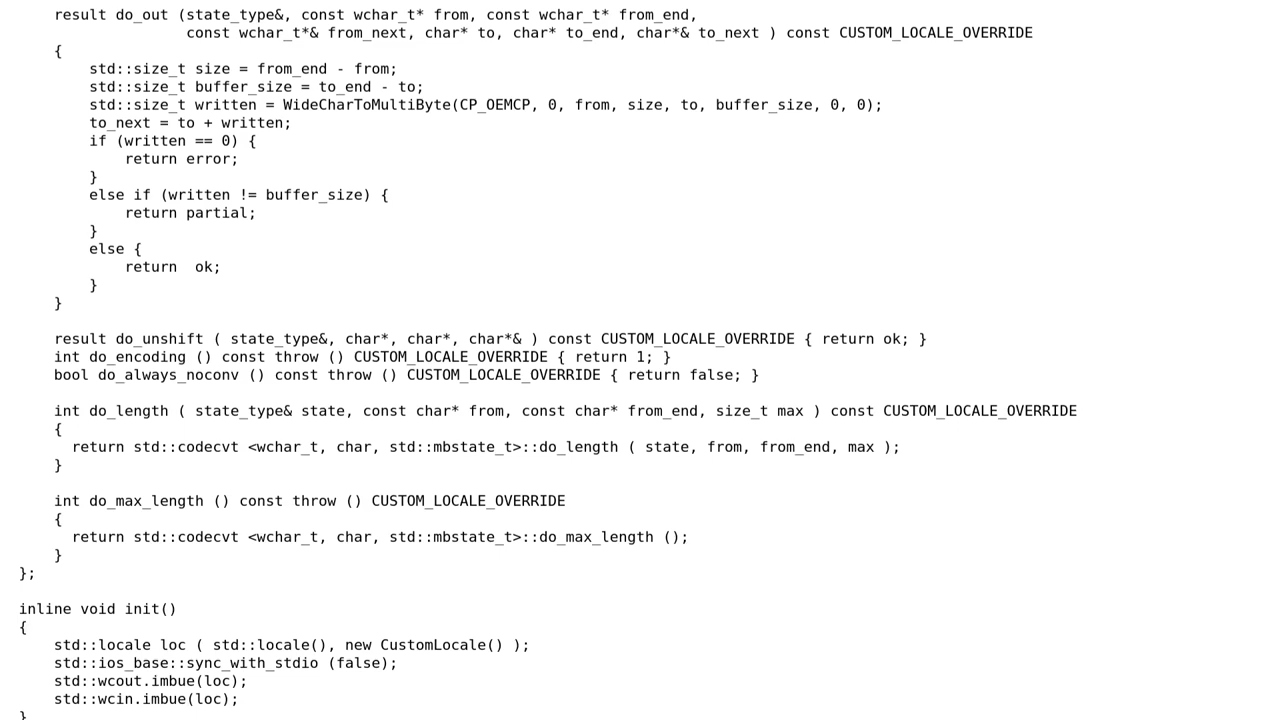 result do_out (state_type&, const wchar_t* from, const wchar_t* from_end,
const wchar_t*& from_next, char* to, char* to_end, char*& to_next ) const CUSTOM_LOCALE_OVERRIDE
{
std::size_t size = from_end - from;
std::size_t buffer_size = to_end - to;
std::size_t written = WideCharToMultiByte(CP_OEMCP, 0, from, size, to, buffer_size, 0, 0);
to_next = to + written;
if (written == 0) {
return error;
}
else if (written != buffer_size) {
return partial;
}
else {
return  ok;
}
}
result do_unshift ( state_type&, char*, char*, char*& ) const CUSTOM_LOCALE_OVERRIDE { return ok; }
int do_encoding () const throw () CUSTOM_LOCALE_OVERRIDE { return 1; }
bool do_always_noconv () const throw () CUSTOM_LOCALE_OVERRIDE { return false; }
int do_length ( state_type& state, const char* from, const char* from_end, size_t max ) const CUSTOM_LOCALE_OVERRIDE
{
return std::codecvt <wchar_t, char, std::mbstate_t>::do_length ( state, from, from_end, max );
}
int do_max_length () const throw () CUSTOM_LOCALE_OVERRIDE
{
return std::codecvt <wchar_t, char, std::mbstate_t>::do_max_length ();
}
};
inline void init()
{
std::locale loc ( std::locale(), new CustomLocale() );
std::ios_base::sync_with_stdio (false);
std::wcout.imbue(loc);
std::wcin.imbue(loc);
}